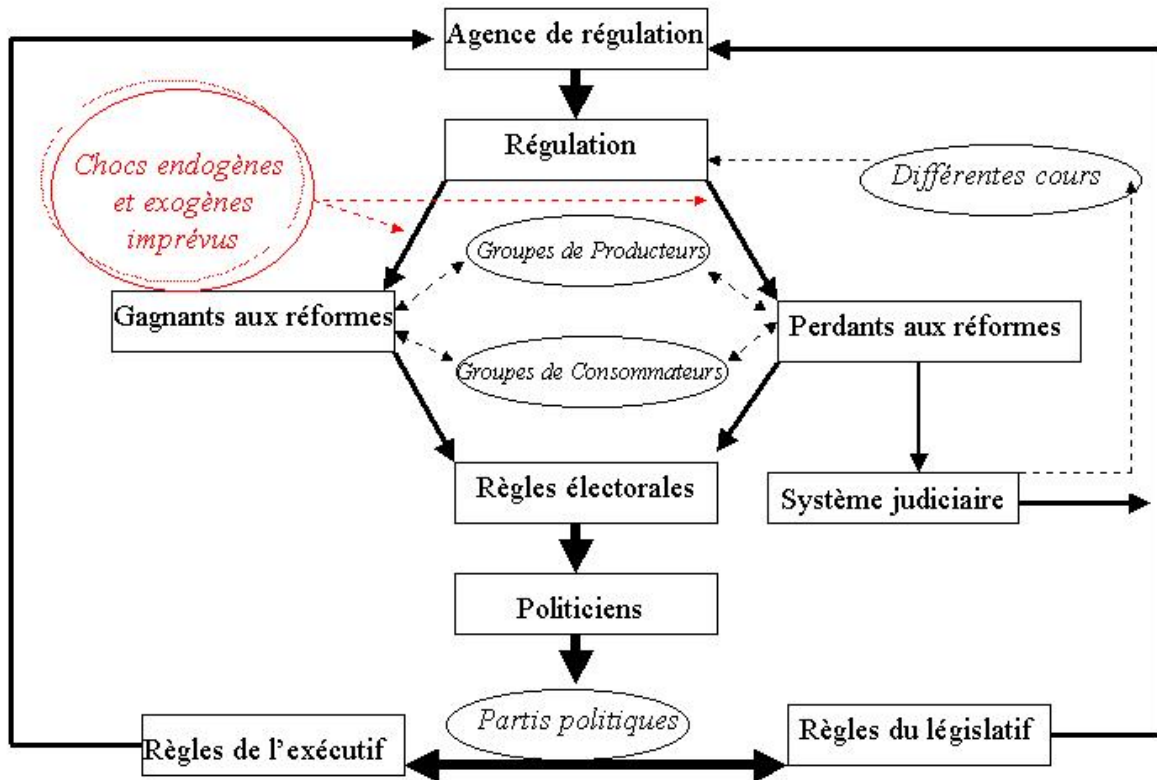 Agence de régulation
Régulation
Chocs endogènes
et exogènes
imprévus
Différentes cours
Groupes de Producteurs
Gagnants aux réformes
Perdants aux réformes
Groupes de Consommateurs
Règles électorales
Système judiciaire
Politiciens
Partis politiques
Règles de l'exécutif
Règles du législatif